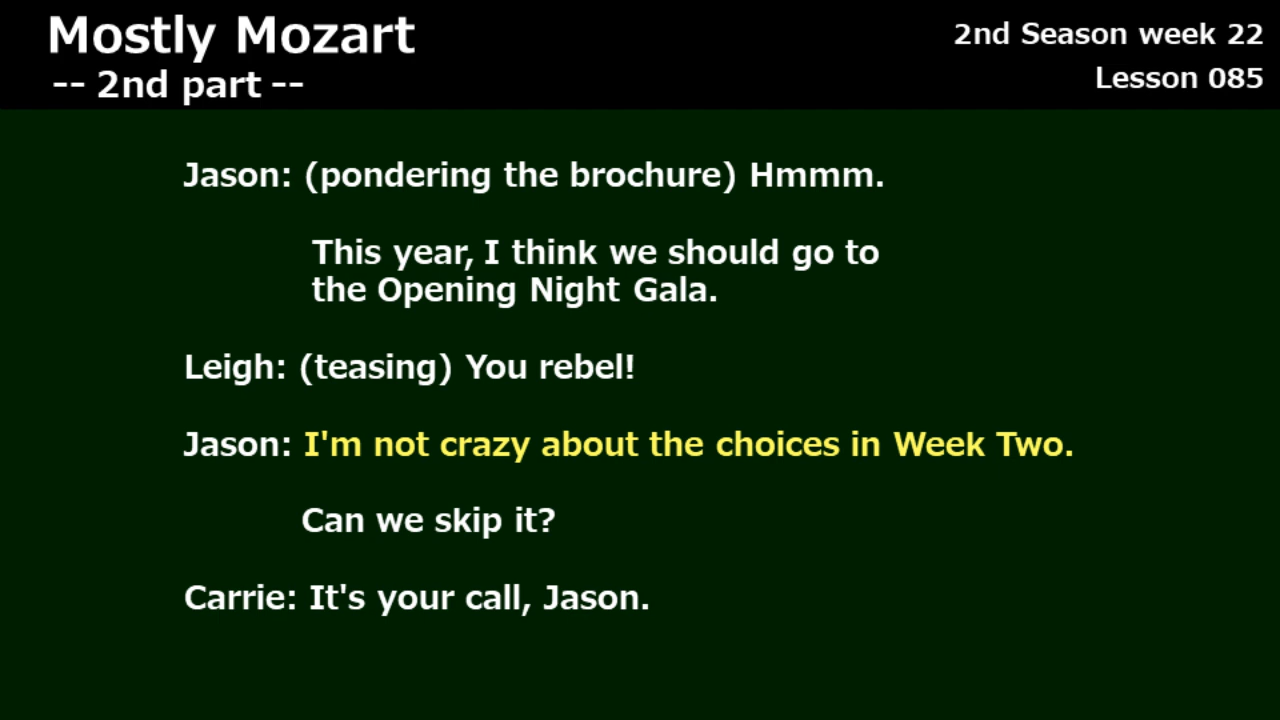 Mostly Mozart
-- 2nd part --
2nd Season week 22
Lesson 085
Jason: (pondering the brochure) Hmmm.
This year, I think we should go to
the Opening Night Gala.
Leigh: (teasing) You rebel!
Jason: I'm not crazy about the choices in Week Two.
Can we skip it?
Carrie: It's your call, Jason.